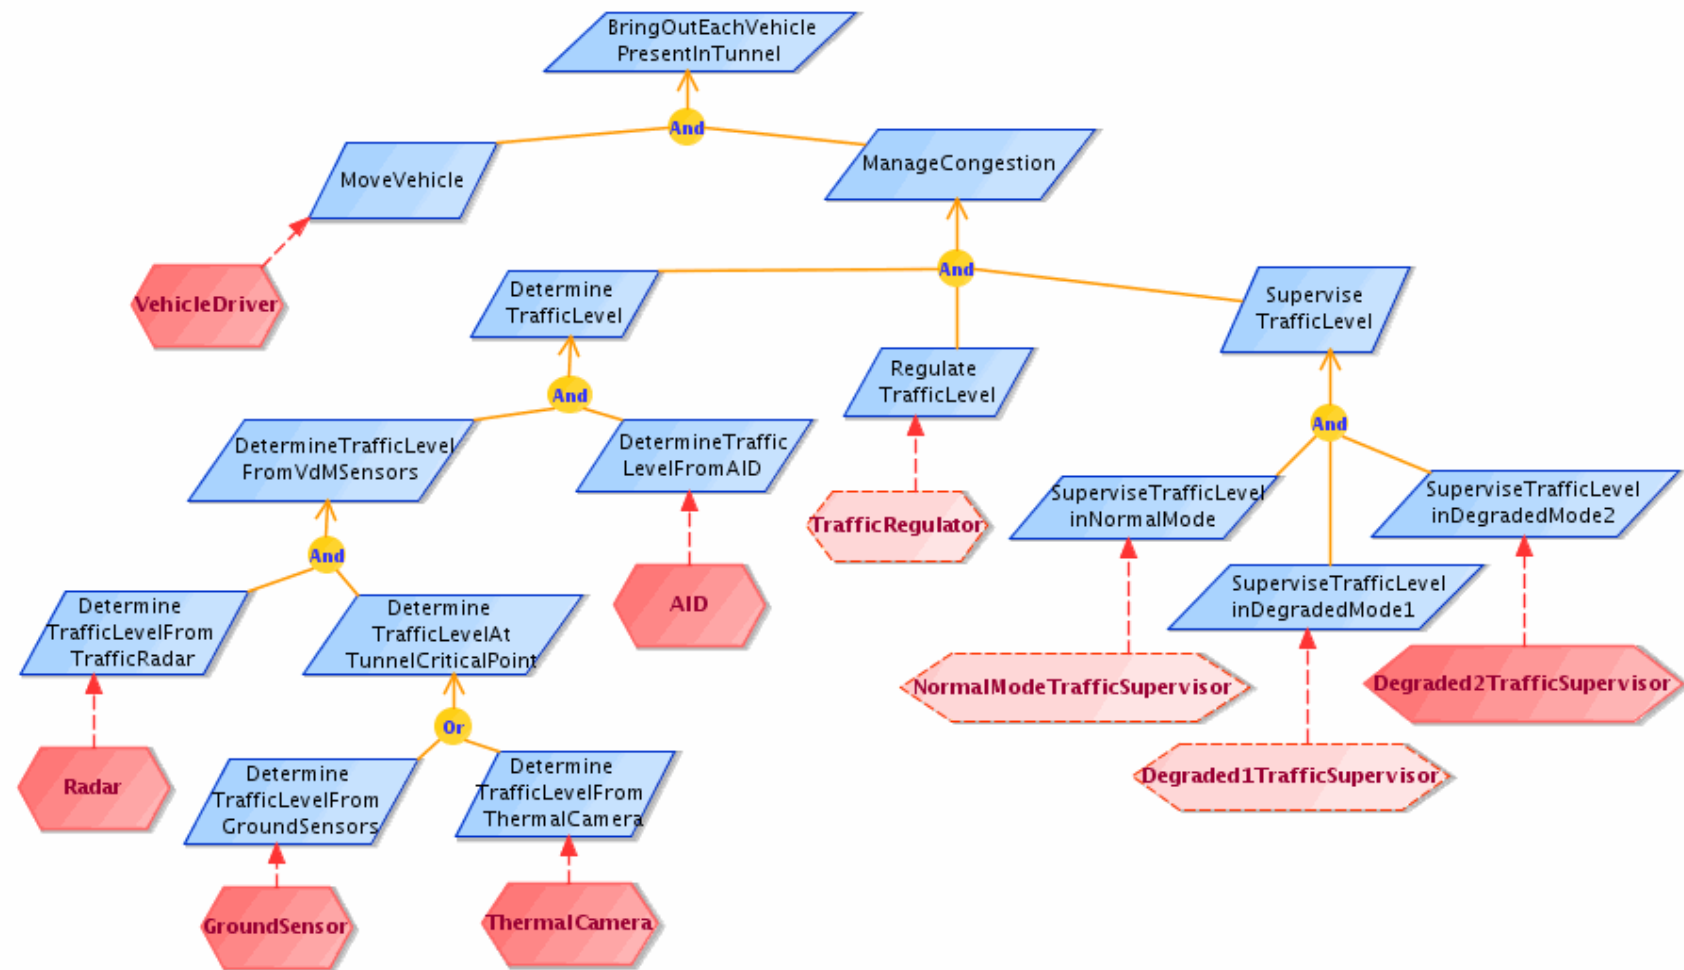 BringOutEachVehicle
PresentInTunnel
And
MoveVehicle
ManageCongestion
VehicleDriver
And
Determine
TrafficLevel
Supervise
TrafficLevel
Regulate
TrafficLevel
And
And
DetermineTrafficLevel
FromVdMSensors
DetermineTraffic
LevelFromAID
SuperviseTrafficLevel
inNormalMode
SuperviseTrafficLevel
inDegradedMode2
TrafficRegulator
And
SuperviseTrafficLevel
inDegradedMode1
Determine
TrafficLevelFrom
TrafficRadar
Determine
TrafficLevelAt
TunnelCriticalPoint
AID
NormalModeTrafficSupervisor
Degraded2TrafficSupervisor
Or
Degraded1TrafficSupervisor
Radar
Determine
TrafficLevelFrom
GroundSensors
Determine
TrafficLevelFrom
ThermalCamera
GroundSensor
ThermalCamera